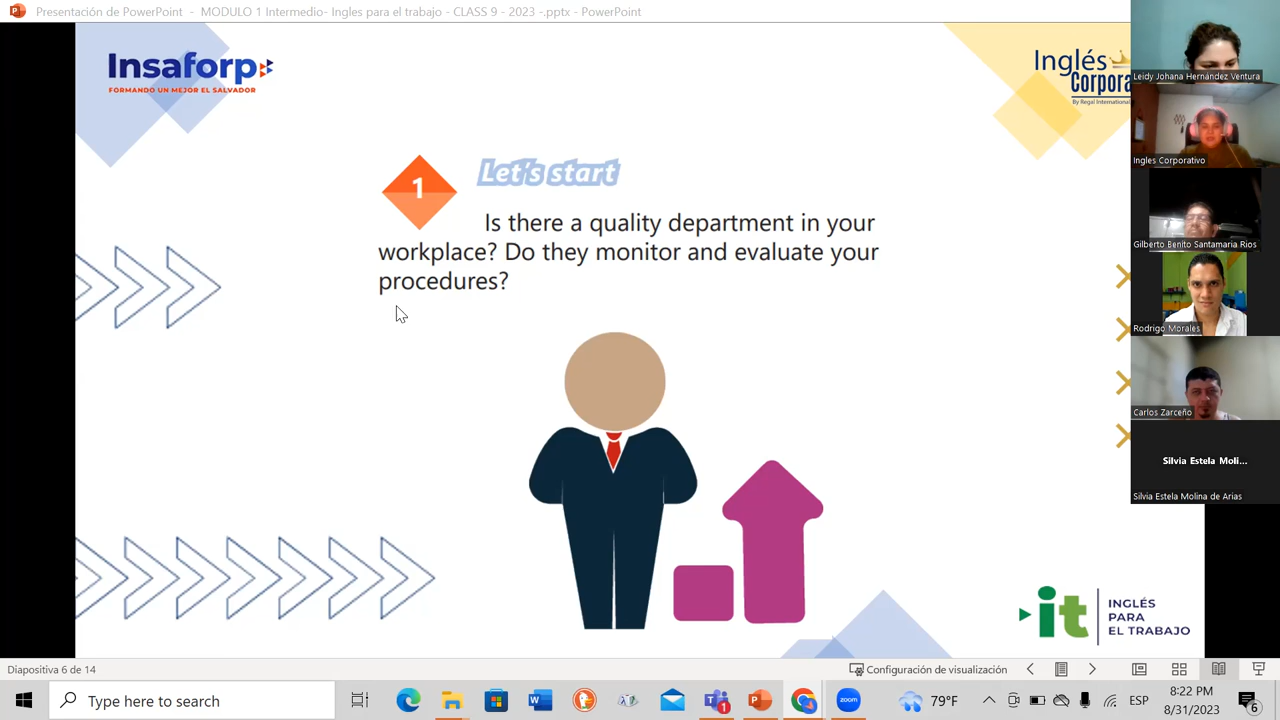 Presentación de PowerPoint - MODULO 1 Intermedio- Ingles para el trabajo - CLASS 9 - 2023 -.pptx - PowerPoint
Insaforp
FORMANDO UN MEJOR EL SALVADOR
Inglés
Corpora
By Regal International
1
Let's start
Is there a quality department in your
workplace? Do they monitor and evaluate your
procedures?
Leidy Johana Hernández Ventura
Ingles Corporativo
Gilberto Benito Santamaria Rios
Rodrigo Morales
Carlos Zarceño
Silvia Estela Moli...
Silvia Estela Molina de Arias
it
INGLÉS
PARA
EL TRABAJO
Diapositiva 6 de 14
Configuración de visualización
Type here to search
W
1
zoom
79°F
ESP
8:22 PM
8/31/2023
6